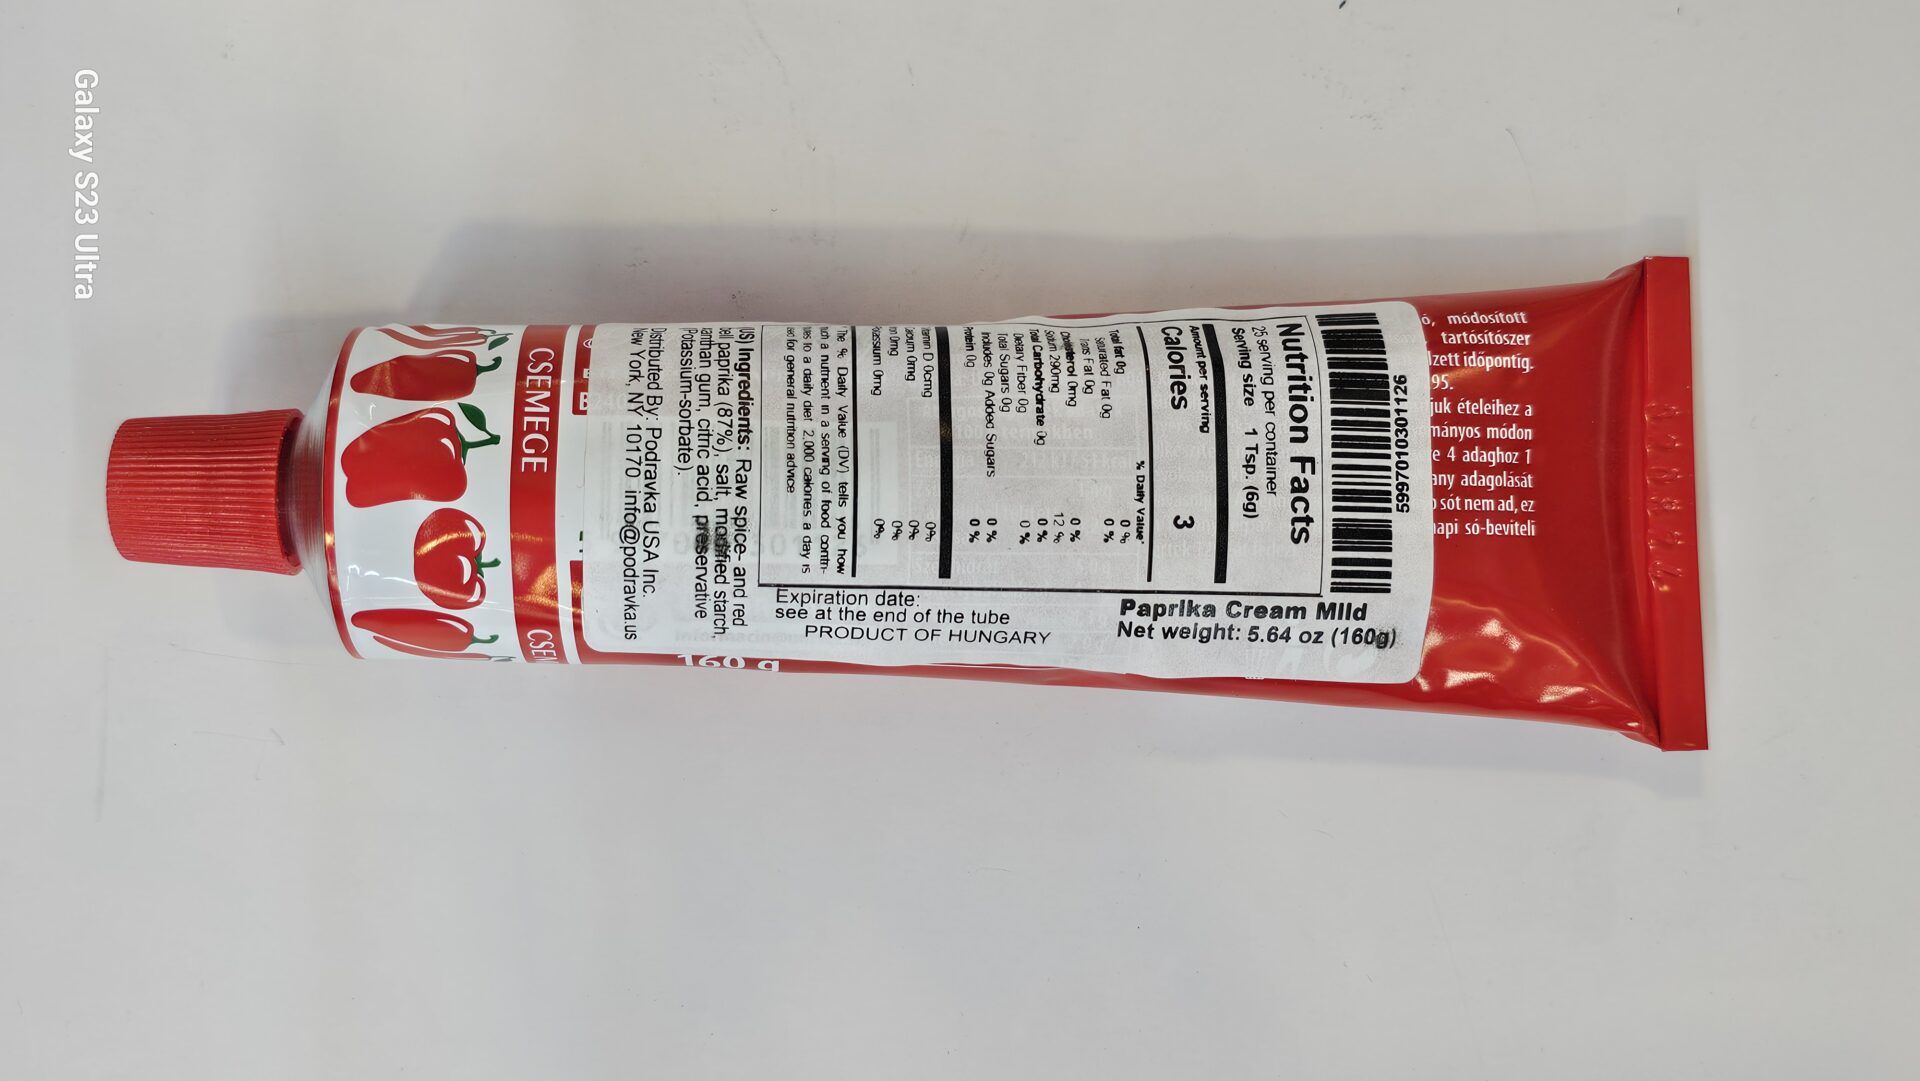 Galaxy S23 Ultra
CSEMEGE
160 g
5997010301126
Nutrition Facts
25 serving per container
Serving size 1 Tsp. (6g)
Amount per serving
Calories 3
% Daily Value*
Total fat 0g 0 %
Saturated Fat 0g 0 %
Trans Fat 0g
Cholesterol 0mg 0 %
Sodium 290mg 12 %
Total Carbohydrate 0g 0 %
Dietary Fiber 0g 0 %
Total Sugars 0g
Includes 0g Added Sugars 0 %
Protein 0g 0 %
0cmg 0%
0mg 0%
0mg 0%
0mg 0%
The % Daily Value (DV) tells you how
a nutrient in a serving of food contri-
to a daily diet 2,000 calories a day is
for general nutrition advice
(US) Ingredients: Raw spice- and red
paprika (87%), salt, modified starch,
gum, citric acid, preservative
(Potassium-sorbate).
Distributed By: Podravka USA Inc.
New York, NY 10170 info@podravka.us
Paprika Cream Mild
Net weight: 5.64 oz (160g)
Expiration date:
see at the end of the tube
PRODUCT OF HUNGARY
módosított
tartósítószer
időpontig.
95.
ételeihez a
módon
4 adaghoz 1
adagolását
sót nem ad, ez
só-beviteli